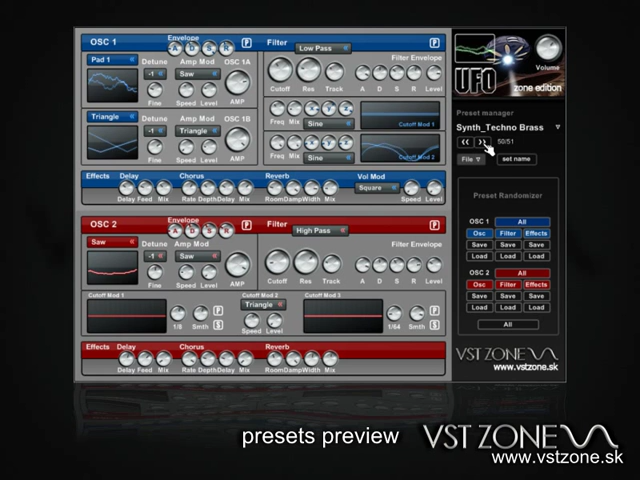 OSC 1
Envelope
A D S R
P
Filter
Low Pass
P
Pad 1
Detune
Amp Mod
OSC 1A
-1
Saw
Fine
Speed
Level
AMP
Filter Envelope
Cutoff
Res
Track
A
D
S
R
Level
Triangle
Detune
Amp Mod
OSC 1B
-1
Triangle
Fine
Speed
Level
AMP
Freq
Mix
X
Y
Z
Sine
Cutoff Mod 1
Freq
Mix
X
Y
Z
Sine
Cutoff Mod 2
Effects
Delay
Chorus
Reverb
Vol Mod
Square
Delay
Feed
Mix
Rate
Depth
Delay
Mix
Room
Damp
Width
Mix
Speed
Level
OSC 2
Envelope
A D S R
P
Filter
High Pass
P
Saw
Detune
Amp Mod
-1
Saw
Fine
Speed
Level
AMP
Filter Envelope
Cutoff
Res
Track
A
D
S
R
Level
Cutoff Mod 1
1/8
Smth
P
S
Cutoff Mod 2
Triangle
Speed
Level
Cutoff Mod 3
1/64
Smth
P
S
Effects
Delay
Chorus
Reverb
Delay
Feed
Mix
Rate
Depth
Delay
Mix
Room
Damp
Width
Mix
Volume
UFO
zone edition
Preset manager
Synth_Techno Brass
50/51
File
set name
Preset Randomizer
OSC 1
All
Osc
Filter
Effects
Save
Save
Save
Load
Load
Load
OSC 2
All
Osc
Filter
Effects
Save
Save
Save
Load
Load
Load
All
VST ZONE
www.vstzone.sk
presets preview
VST ZONE
www.vstzone.sk